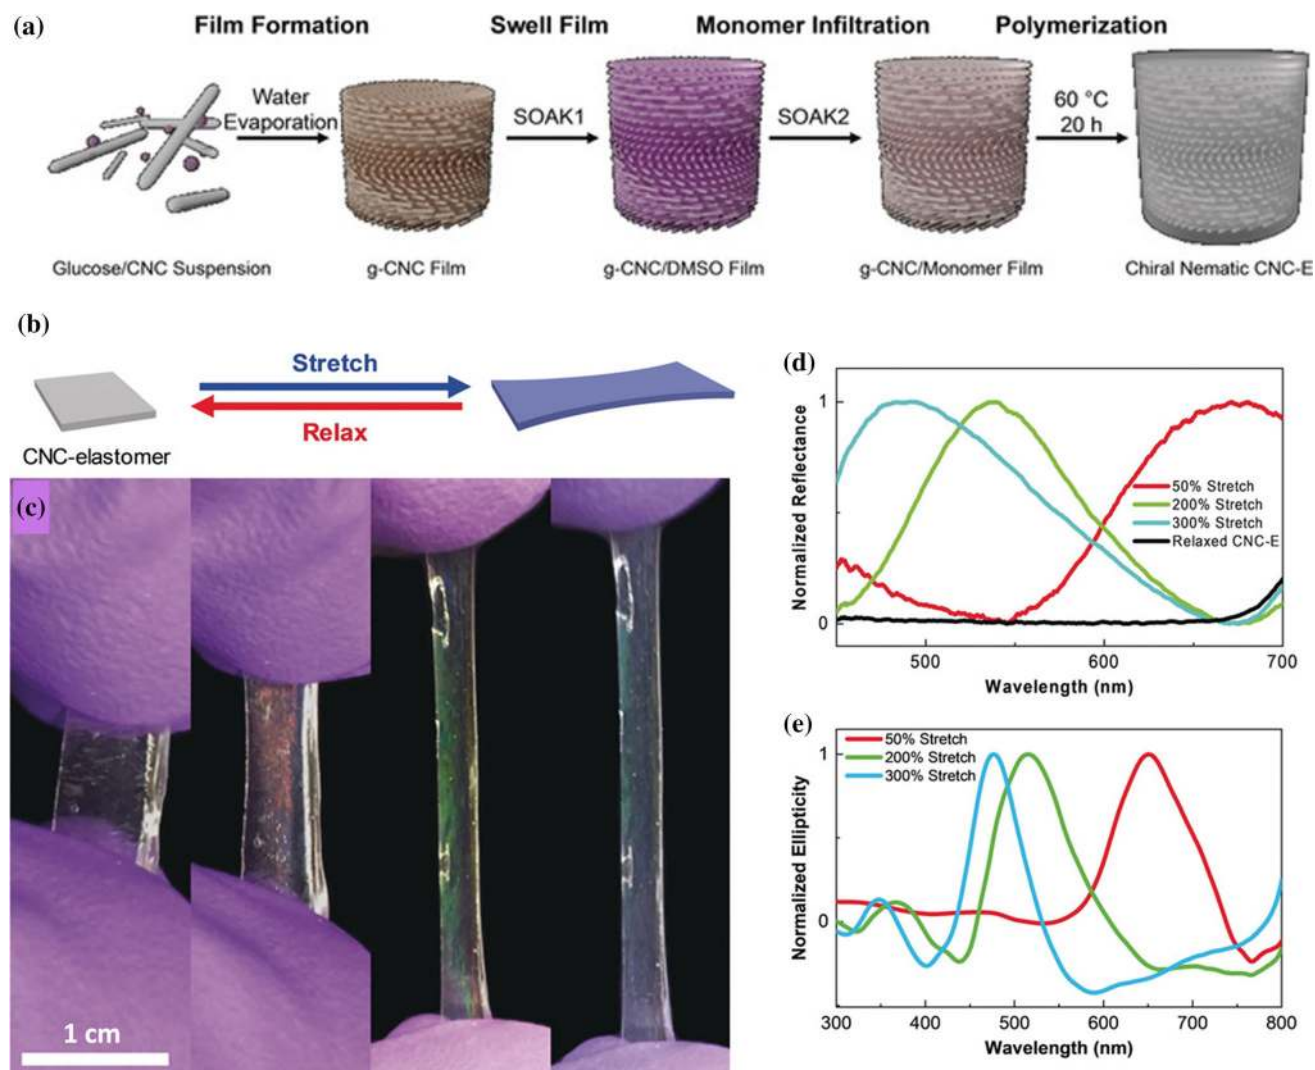 (a)
Film Formation
Swell Film
Monomer Infiltration
Polymerization
Water
Evaporation
SOAK1
SOAK2
60 °C
20 h
Glucose/CNC Suspension
g-CNC Film
g-CNC/DMSO Film
g-CNC/Monomer Film
Chiral Nematic CNC-E
(b)
Stretch
Relax
CNC-elastomer
(c)
1 cm
(d)
Normalized Reflectance
1
0
50% Stretch
200% Stretch
300% Stretch
Relaxed CNC-E
500
600
700
Wavelength (nm)
(e)
Normalized Ellipticity
1
0
50% Stretch
200% Stretch
300% Stretch
300
400
500
600
700
800
Wavelength (nm)